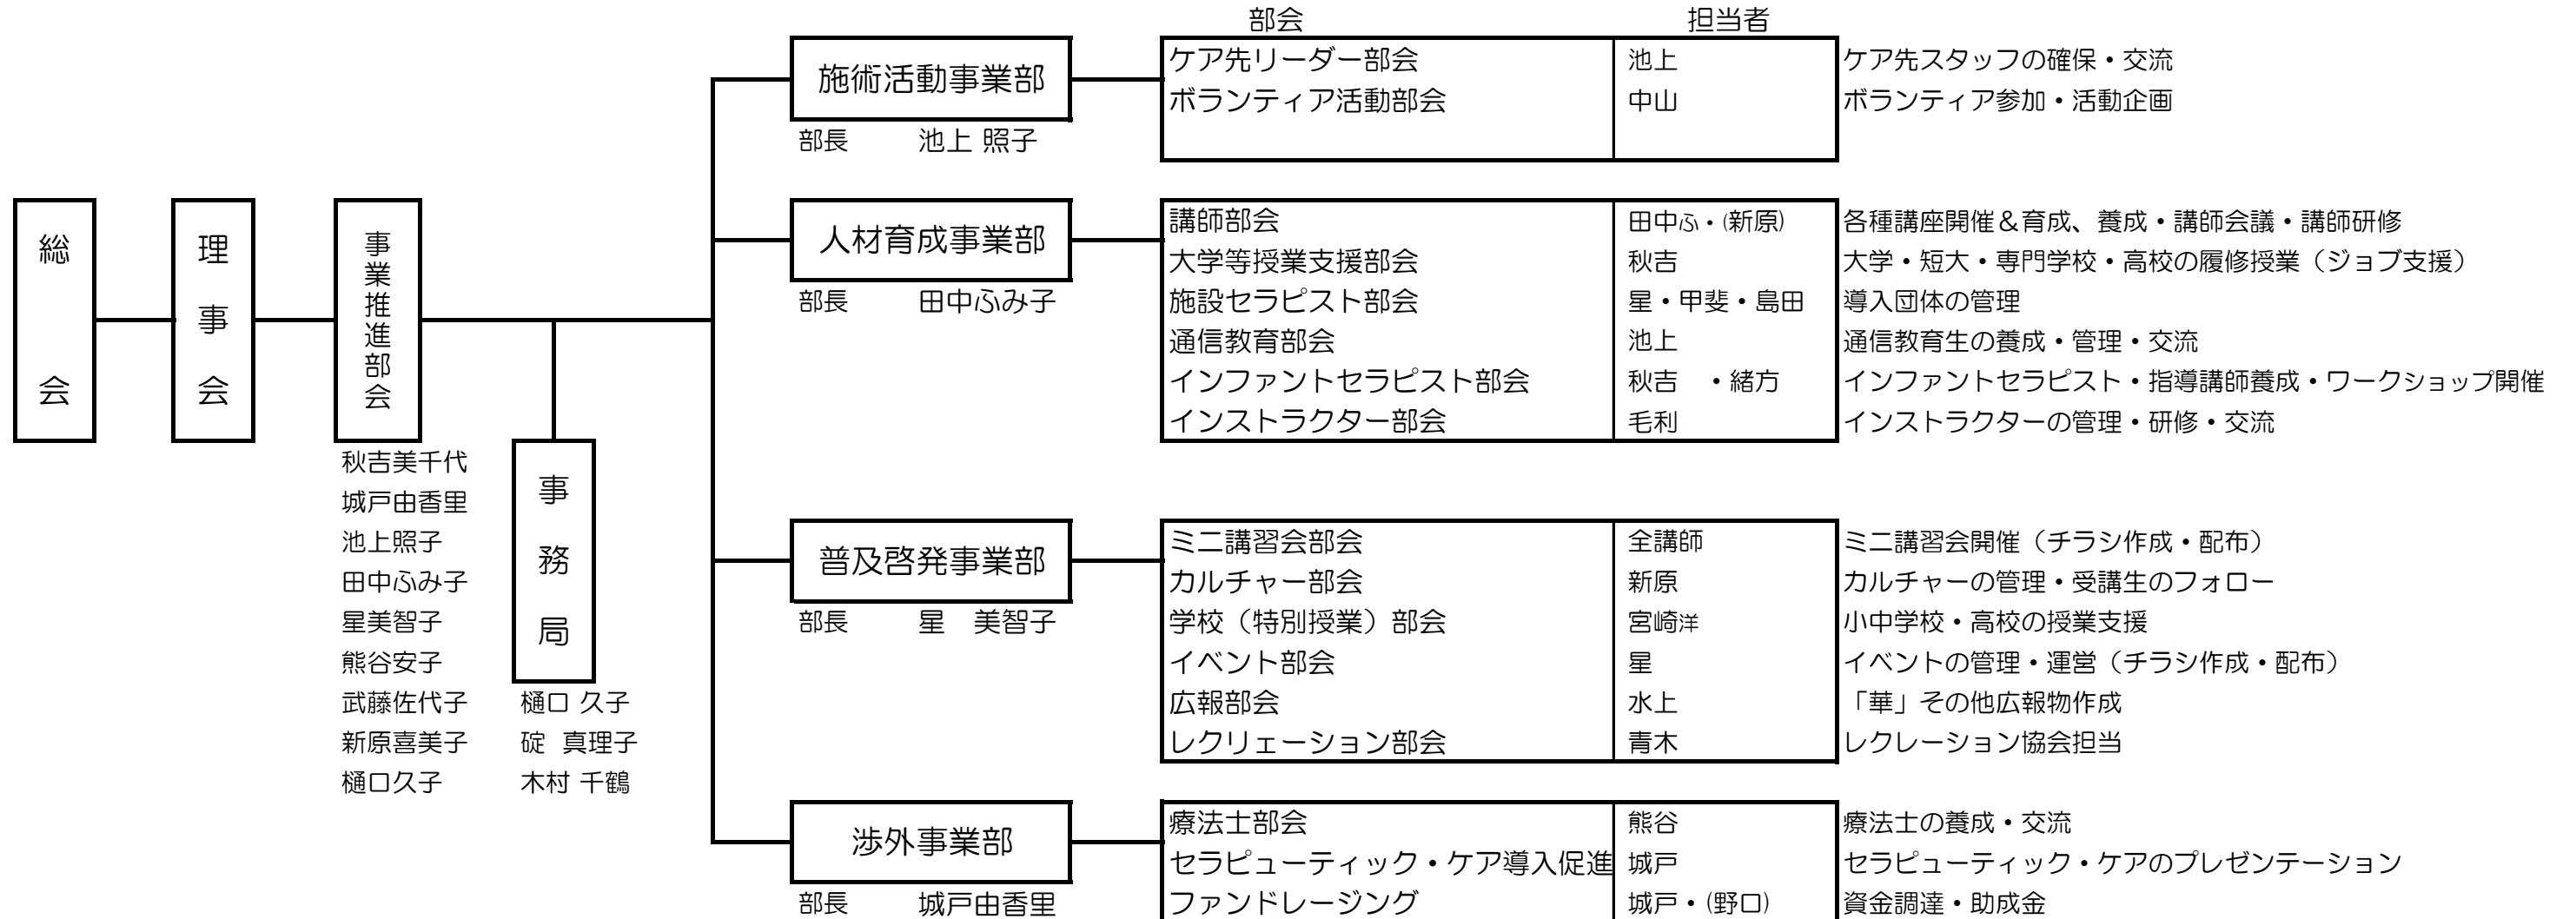 部会 担当者
総会
理事会
事業推進部会
秋吉美千代
城戸由香里
池上照子
田中ふみ子
星美智子
熊谷安子
武藤佐代子
新原喜美子
樋口久子
事務局
樋口 久子
碇 真理子
木村 千鶴
施術活動事業部
部長 池上 照子
ケア先リーダー部会 池上 ケア先スタッフの確保・交流
ボランティア活動部会 中山 ボランティア参加・活動企画
人材育成事業部
部長 田中ふみ子
講師部会 田中ふ・(新原) 各種講座開催＆育成、養成・講師会議・講師研修
大学等授業支援部会 秋吉 大学・短大・専門学校・高校の履修授業（ジョブ支援）
施設セラピスト部会 星・甲斐・島田 導入団体の管理
通信教育部会 池上 通信教育生の養成・管理・交流
インファントセラピスト部会 秋吉 ・緒方 インファントセラピスト・指導講師養成・ワークショップ開催
インストラクター部会 毛利 インストラクターの管理・研修・交流
普及啓発事業部
部長 星 美智子
ミニ講習会部会 全講師 ミニ講習会開催（チラシ作成・配布）
カルチャー部会 新原 カルチャーの管理・受講生のフォロー
学校（特別授業）部会 宮崎洋 小中学校・高校の授業支援
イベント部会 星 イベントの管理・運営（チラシ作成・配布）
広報部会 水上 「華」その他広報物作成
レクリェーション部会 青木 レクレーション協会担当
渉外事業部
部長 城戸由香里
療法士部会 熊谷 療法士の養成・交流
セラピューティック・ケア導入促進 城戸 セラピューティック・ケアのプレゼンテーション
ファンドレージング 城戸・(野口) 資金調達・助成金